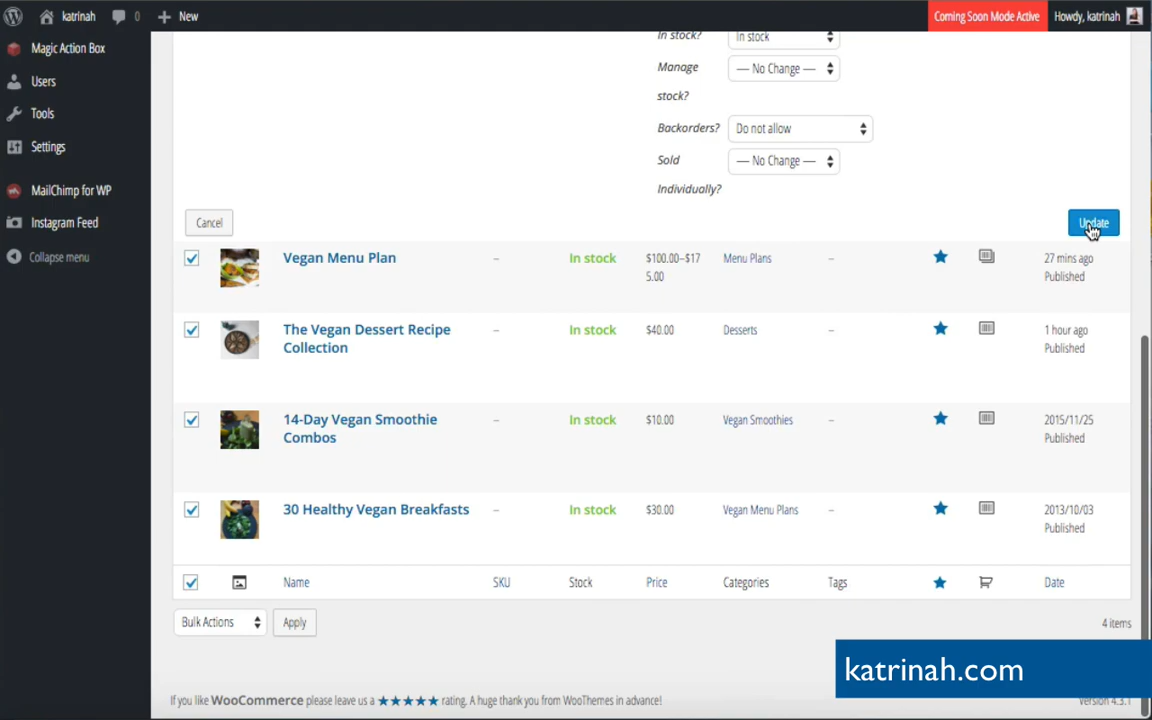 katrinah 0 New Coming Soon Mode Active Howdy, katrinah
Magic Action Box
Users
Tools
Settings
MailChimp for WP
Instagram Feed
Collapse menu
In stock? In stock
Manage — No Change —
stock?
Backorders? Do not allow
Sold — No Change —
Individually?
Cancel Update
Vegan Menu Plan – In stock $100.00–$17 Menu Plans – 27 mins ago
5.00 Published
The Vegan Dessert Recipe – In stock $40.00 Desserts – 1 hour ago
Collection Published
14-Day Vegan Smoothie – In stock $10.00 Vegan Smoothies – 2015/11/25
Combos Published
30 Healthy Vegan Breakfasts – In stock $30.00 Vegan Menu Plans – 2013/10/03
Published
Name SKU Stock Price Categories Tags Date
Bulk Actions Apply 4 items
katrinah.com
If you like WooCommerce please leave us a ★★★★★ rating. A huge thank you from WooThemes in advance! Version 4.3.1